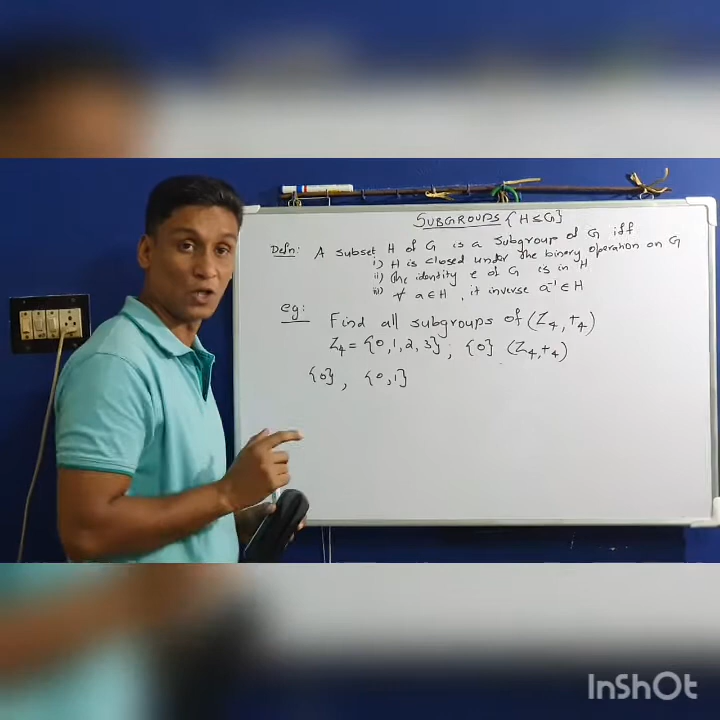 SUBGROUPS {H ≤ G}
Defn: A subset H of G is a subgroup of G iff
i) H is closed under the binary operation on G
ii) The identity e of G is in H
iii) ∀ a ∈ H, it inverse a⁻¹ ∈ H
eg: Find all subgroups of (Z₄, +₄)
Z₄ = {0, 1, 2, 3}; {0} (Z₄, +₄)
{0}, {0, 1}
InShOt